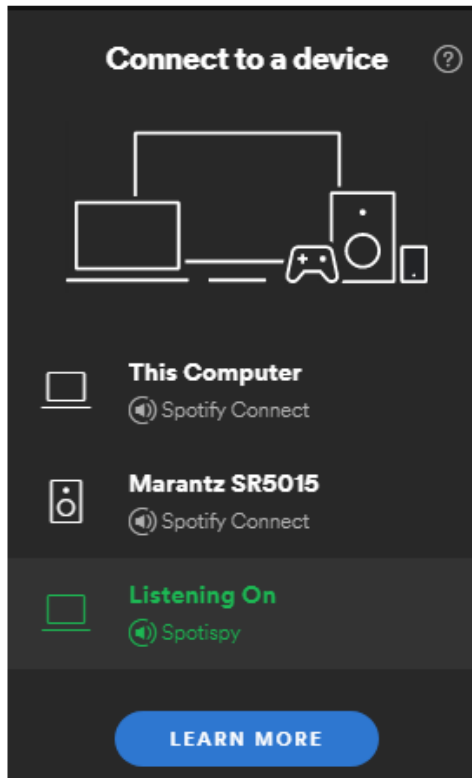 Connect to a device
?
This Computer
Spotify Connect
Marantz SR5015
Spotify Connect
Listening On
Spotispy
LEARN MORE